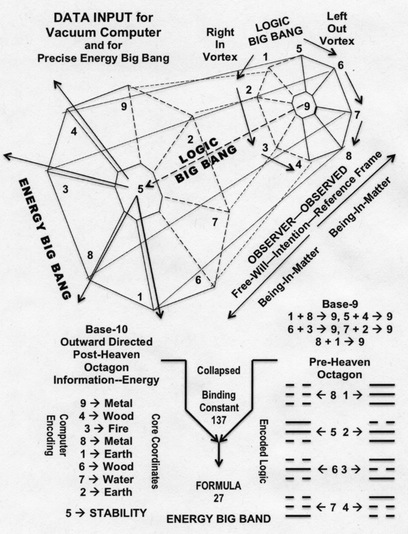 DATA INPUT for
Vacuum Computer
and for
Precise Energy Big Bang
Right
In
Vortex
LOGIC
BIG BANG
Left
Out
Vortex
1
5
6
2
9
7
3
4
8
9
4
2
3
5
7
8
6
1
LOGIC
BIG BANG
ENERGY BIG BANG
OBSERVER—OBSERVED
Free-Will—Intention—Reference Frame
Being-In-Matter
Being-In-Matter
Base-9
1 + 8 → 9, 5 + 4 → 9
6 + 3 → 9, 7 + 2 → 9
8 + 1 → 9
Base-10
Outward Directed
Post-Heaven
Octagon
Information--Energy
Computer
Encoding
9 → Metal
4 → Wood
3 → Fire
8 → Metal
1 → Earth
6 → Wood
7 → Water
2 → Earth
5 → STABILITY
Core Coordinates
Collapsed
Binding
Constant
137
FORMULA
27
ENERGY BIG BAND
Encoded Logic
Pre-Heaven
Octagon
← 8 1 →
← 5 2 →
← 6 3 →
← 7 4 →